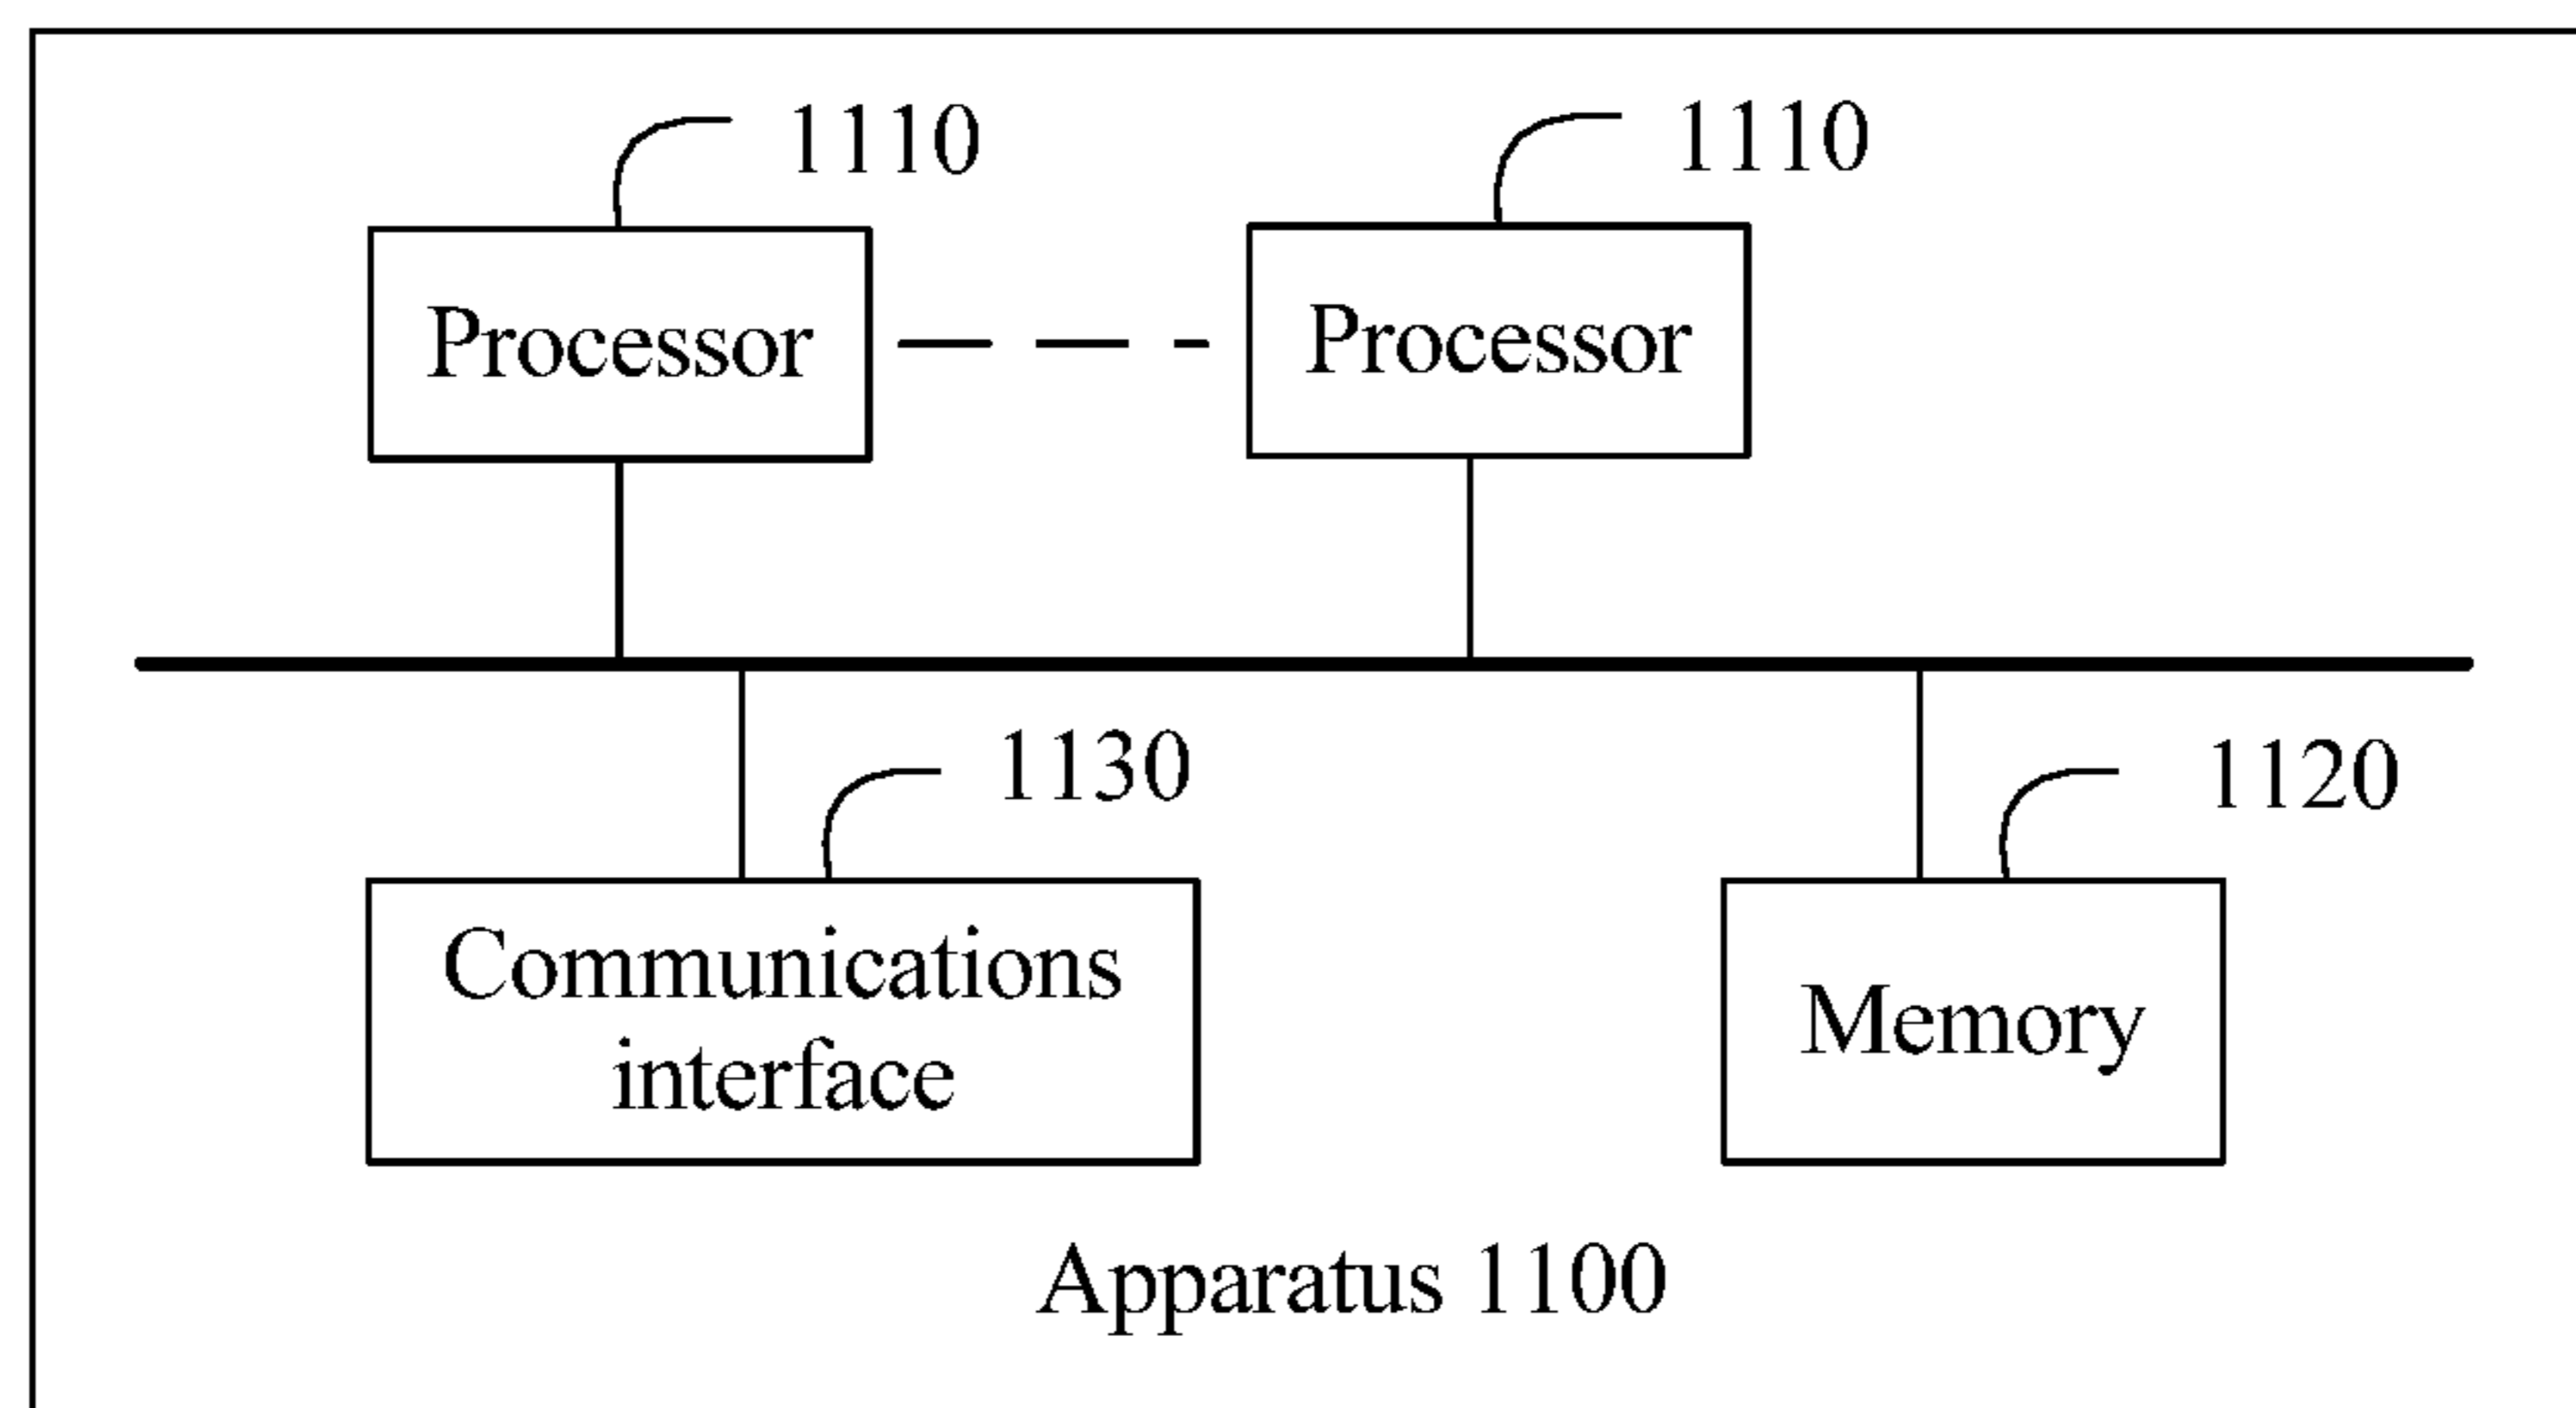 1110
1110
Processor
Processor
1130
1120
Communications
interface
Memory
Apparatus 1100